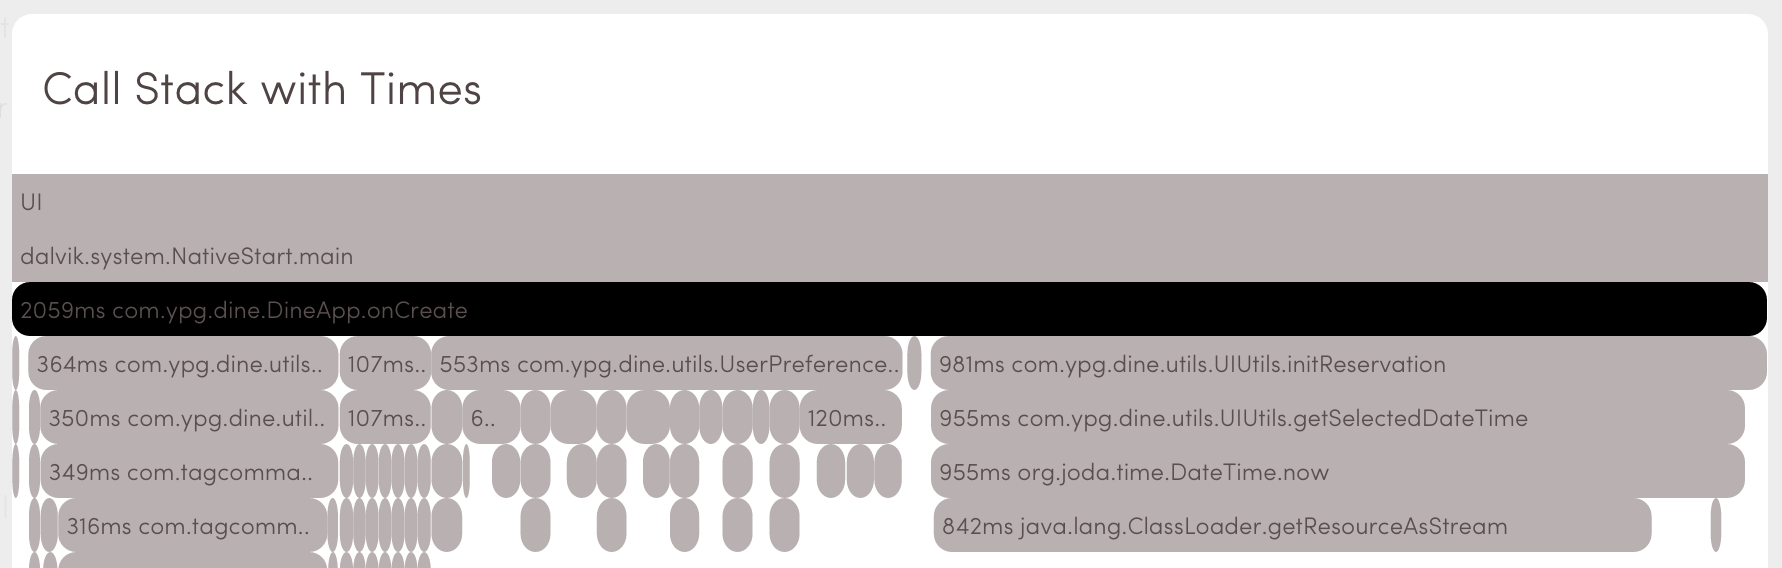 Call Stack with Times
UI
dalvik.system.NativeStart.main
2059ms com.ypg.dine.DineApp.onCreate
364ms com.ypg.dine.utils.. 107ms.. 553ms com.ypg.dine.utils.UserPreference.. 981ms com.ypg.dine.utils.UIUtils.initReservation
350ms com.ypg.dine.util.. 107ms.. 6.. 120ms.. 955ms com.ypg.dine.utils.UIUtils.getSelectedDateTime
349ms com.tagcomma.. 955ms org.joda.time.DateTime.now
316ms com.tagcomm.. 842ms java.lang.ClassLoader.getResourceAsStream